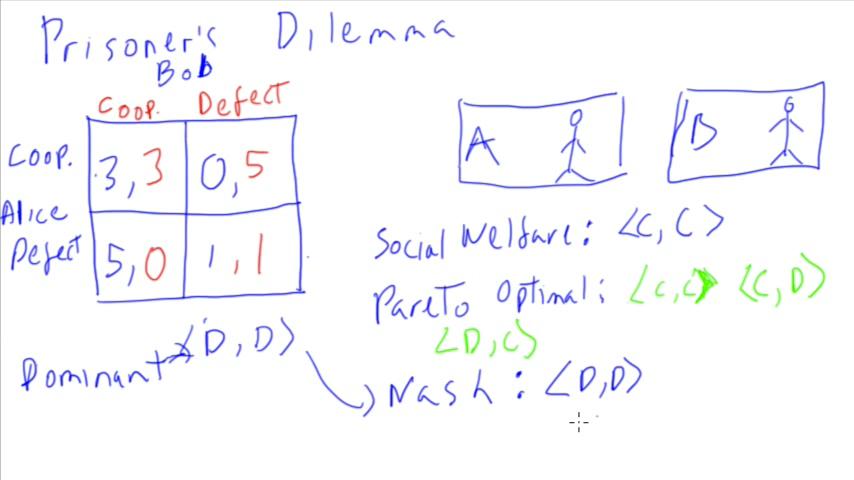 Prisoner's Dilemma
Bob
Coop. Defect
Coop. 3,3 0,5
Alice
Defect 5,0 1,1
A B
Social Welfare: <C, C>
Pareto Optimal: <C,C> <C,D>
<D,C>
Dominant <D, D>
Nash: <D,D>